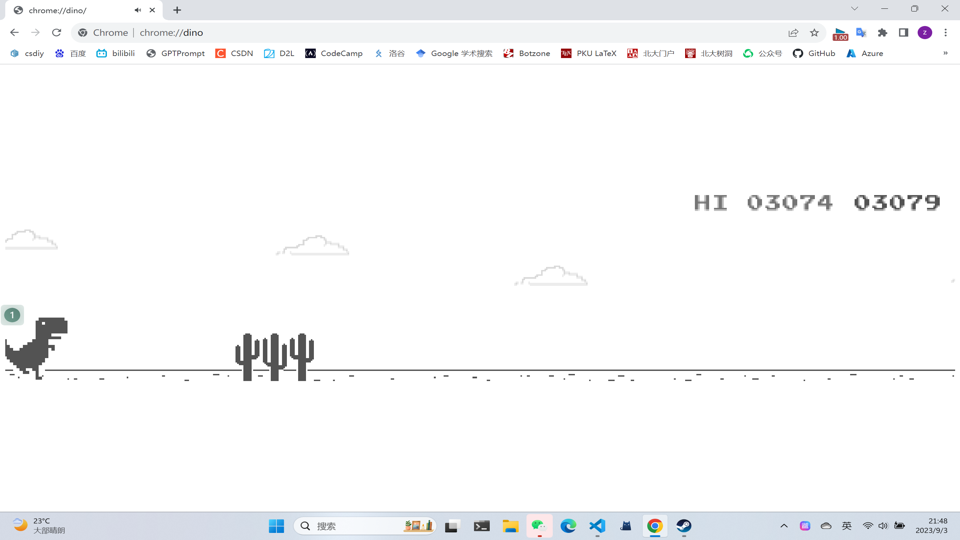 chrome://dino/
Chrome | chrome://dino
1.00
z
csdiy 百度 bilibili GPTPrompt CSDN D2L CodeCamp 洛谷 Google 学术搜索 Botzone PKU LaTeX 北大门户 北大树洞 公众号 GitHub Azure »
HI 03074 03079
1
23°C
大部晴朗
搜索
英
21:48
2023/9/3